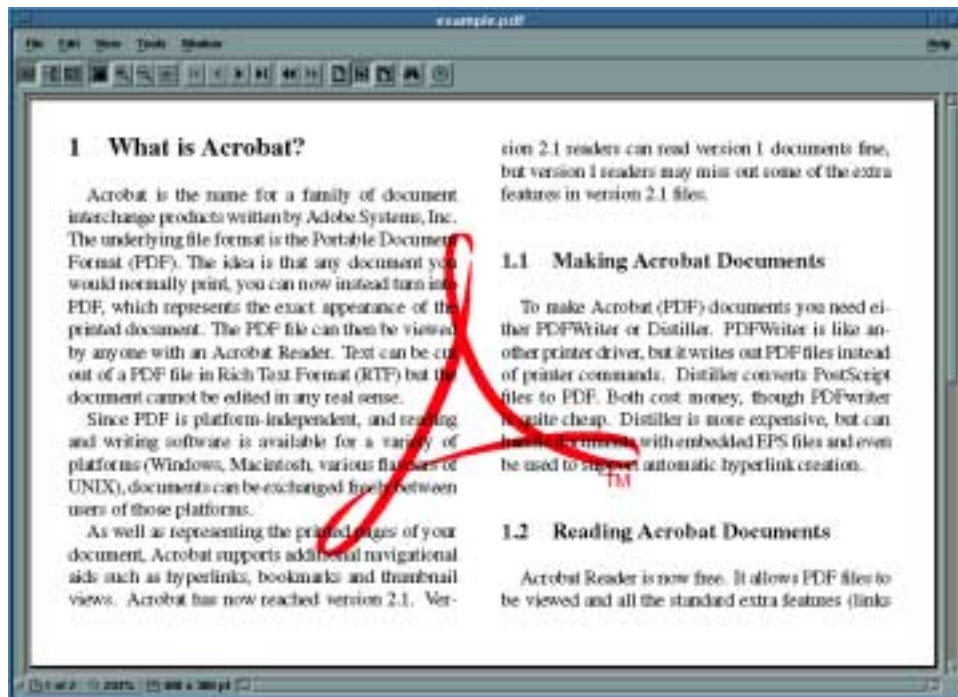 example.pdf
File Edit View Tools Window Help
1 What is Acrobat?
Acrobat is the name for a family of document
interchange products written by Adobe Systems, Inc.
The underlying file format is the Portable Document
Format (PDF). The idea is that any document you
would normally print, you can now instead turn into
PDF, which represents the exact appearance of the
printed document. The PDF file can then be viewed
by anyone with an Acrobat Reader. Text can be cut
out of a PDF file in Rich Text Format (RTF) but the
document cannot be edited in any real sense.
Since PDF is platform-independent, and reading
and writing software is available for a variety of
platforms (Windows, Macintosh, various flavours of
UNIX), documents can be exchanged freely between
users of those platforms.
As well as representing the printed pages of your
document, Acrobat supports additional navigational
aids such as hyperlinks, bookmarks and thumbnail
views. Acrobat has now reached version 2.1. Ver-
sion 2.1 readers can read version 1 documents fine,
but version 1 readers may miss out some of the extra
features in version 2.1 files.
1.1 Making Acrobat Documents
To make Acrobat (PDF) documents you need ei-
ther PDFWriter or Distiller. PDFWriter is like an-
other printer driver, but it writes out PDF files instead
of printer commands. Distiller converts PostScript
files to PDF. Both cost money, though PDFwriter
is quite cheap. Distiller is more expensive, but can
handle documents with embedded EPS files and even
be used to support automatic hyperlink creation.
TM
1.2 Reading Acrobat Documents
Acrobat Reader is now free. It allows PDF files to
be viewed and all the standard extra features (links
1 of 2